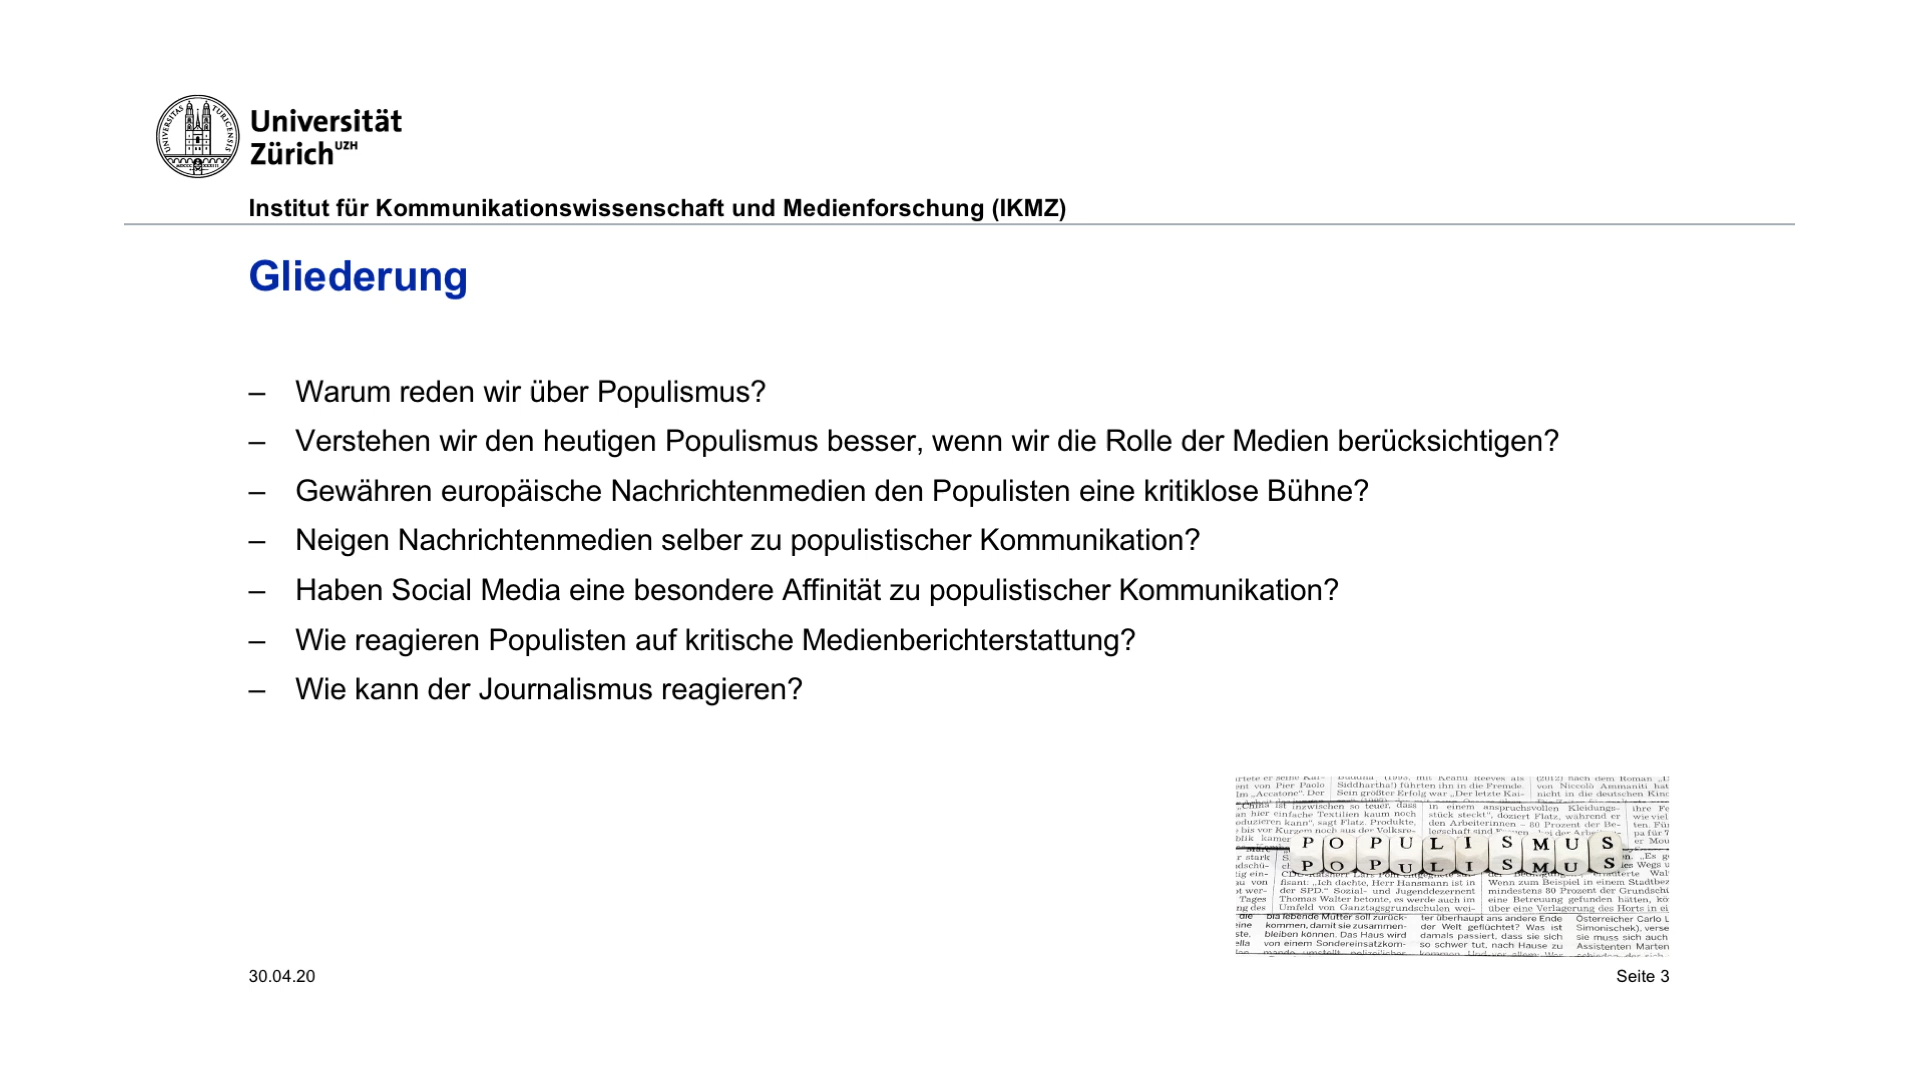 Universität
Zürich UZH
Institut für Kommunikationswissenschaft und Medienforschung (IKMZ)
Gliederung
– Warum reden wir über Populismus?
– Verstehen wir den heutigen Populismus besser, wenn wir die Rolle der Medien berücksichtigen?
– Gewähren europäische Nachrichtenmedien den Populisten eine kritiklose Bühne?
– Neigen Nachrichtenmedien selber zu populistischer Kommunikation?
– Haben Social Media eine besondere Affinität zu populistischer Kommunikation?
– Wie reagieren Populisten auf kritische Medienberichterstattung?
– Wie kann der Journalismus reagieren?
POPULISMUS
POPULISMUS
30.04.20
Seite 3